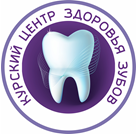 КУРСКИЙ ЦЕНТР ЗДОРОВЬЯ ЗУБОВ